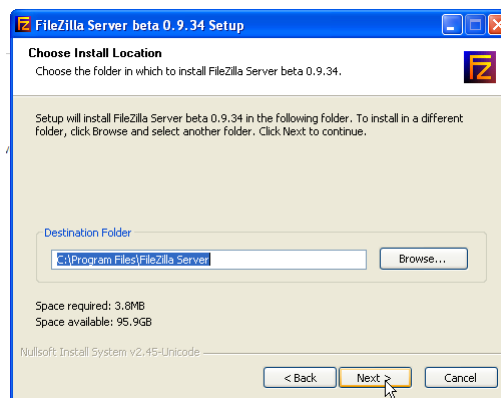 FileZilla Server beta 0.9.34 Setup
Choose Install Location
Choose the folder in which to install FileZilla Server beta 0.9.34.
FZ
Setup will install FileZilla Server beta 0.9.34 in the following folder. To install in a different
folder, click Browse and select another folder. Click Next to continue.
Destination Folder
C:\Program Files\FileZilla Server
Browse...
Space required: 3.8MB
Space available: 95.9GB
Nullsoft Install System v2.45-Unicode
< Back
Next >
Cancel